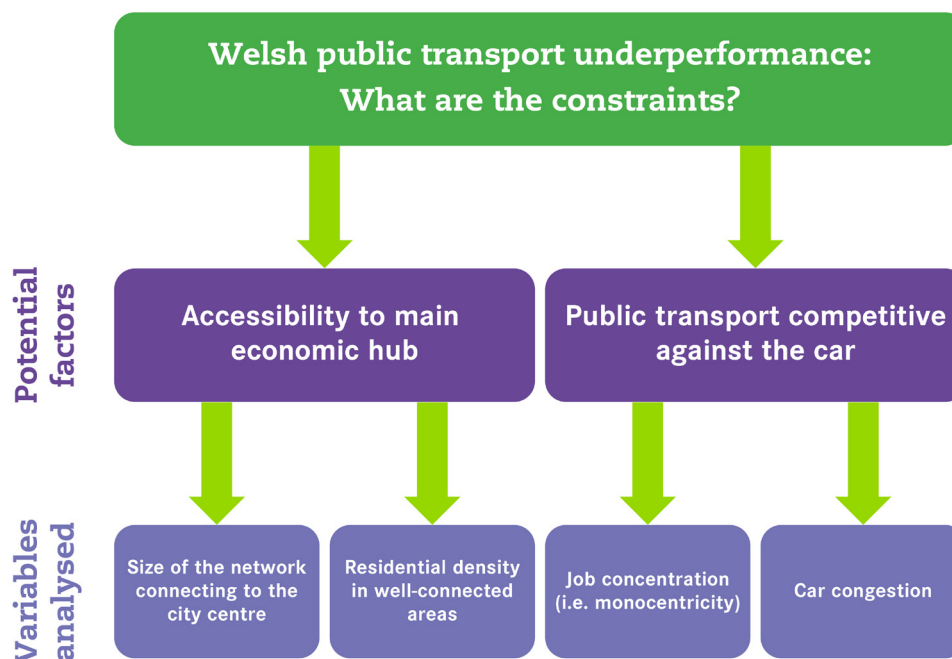 Welsh public transport underperformance:
What are the constraints?
Potential
factors
Accessibility to main
economic hub
Public transport competitive
against the car
Variables
analysed
Size of the network
connecting to the
city centre
Residential density
in well-connected
areas
Job concentration
(i.e. monocentricity)
Car congestion